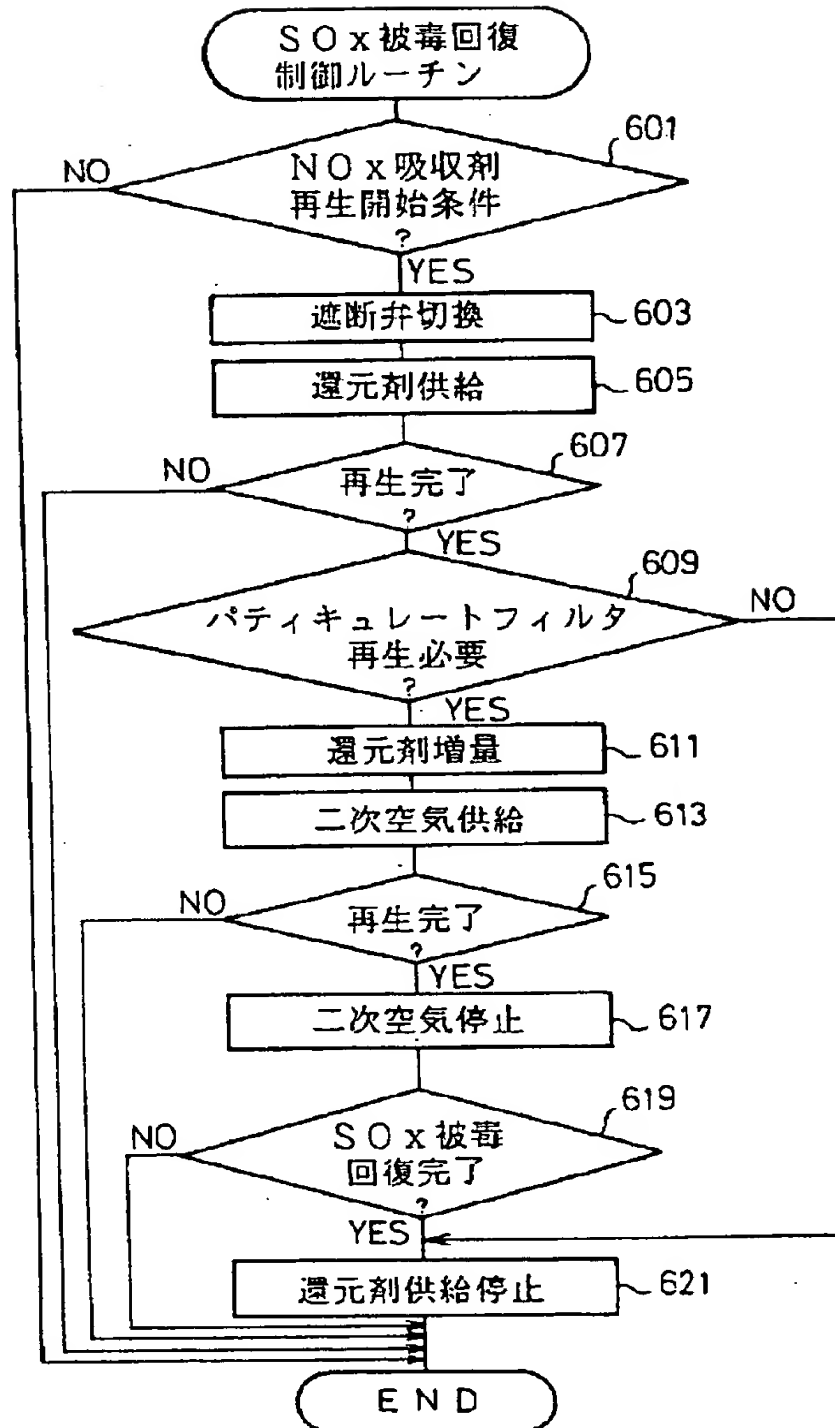 SOx被毒回復
制御ルーチン
601
NO
NOx吸収剤
再生開始条件
?
YES
遮断弁切換
603
還元剤供給
605
607
NO
再生完了
?
YES
609
NO
パティキュレートフィルタ
再生必要
?
YES
還元剤増量
611
二次空気供給
613
615
NO
再生完了
?
YES
二次空気停止
617
619
NO
SOx被毒
回復完了
?
YES
還元剤供給停止
621
END